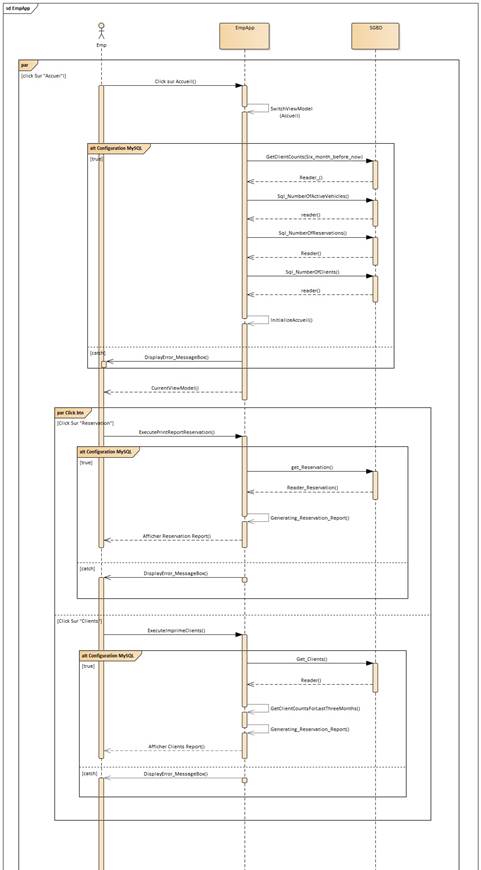 sd EmpApp
Emp
EmpApp
SGBD
par
[click Sur "Accuei"]
Click sur Accueil()
SwitchViewModel
(Accueil)
alt Configuration MySQL
[true]
GetClientCounts(Six_month_before_now)
Reader_()
Sql_NumberOfActiveVehicles()
reader()
Sql_NumberOfReservations()
Reader()
Sql_NumberOfClients()
reader()
InitializeAccueil()
[catch]
DisplayError_MessageBox()
CurrentViewModel()
par Click btn
[Click Sur "Reservation"]
ExecutePrintReportReservation()
alt Configuration MySQL
[true]
get_Reservation()
Reader_Reservation()
Generating_Reservation_Report()
Afficher Reservation Report()
[catch]
DisplayError_MessageBox()
[Click Sur "Clients"]
ExecuteImprimeClients()
alt Configuration MySQL
[true]
Get_Clients()
Reader()
GetClientCountsForLastThreeMonths()
Generating_Reservation_Report()
Afficher Clients Report()
[catch]
DisplayError_MessageBox()